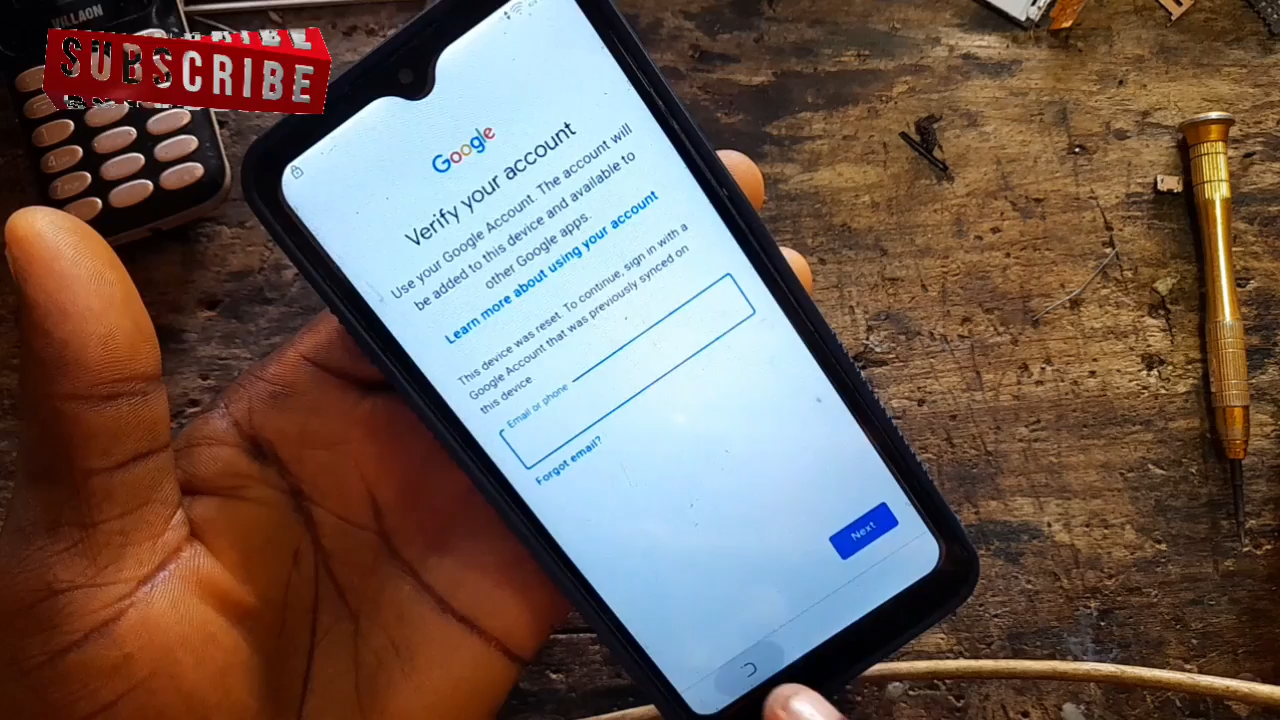 VILLAON
SUBSCRIBE
Google
Verify your account
Use your Google Account. The account will
be added to this device and available to
other Google apps.
Learn more about using your account
This device was reset. To continue, sign in with a
Google Account that was previously synced on
this device.
Email or phone
Forgot email?
Next